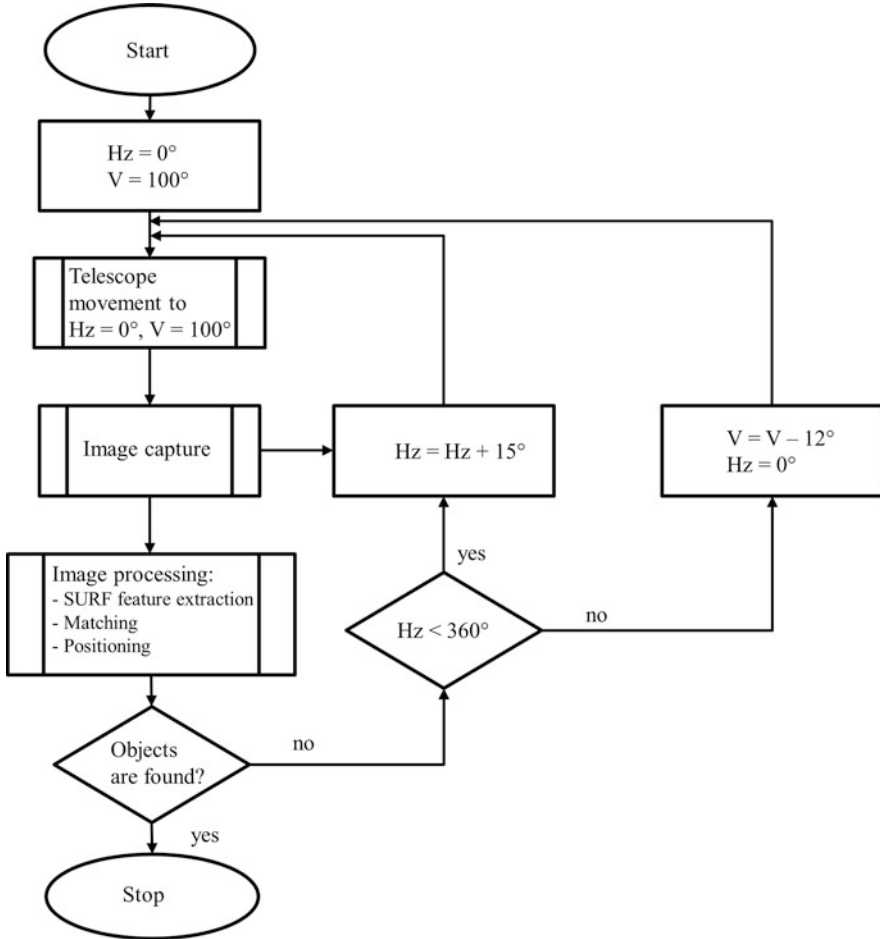 Start
Hz = 0°
V = 100°
Telescope
movement to
Hz = 0°, V = 100°
Image capture
Hz = Hz + 15°
V = V – 12°
Hz = 0°
Image processing:
- SURF feature extraction
- Matching
- Positioning
yes
Hz < 360°
no
Objects
are found?
no
yes
Stop